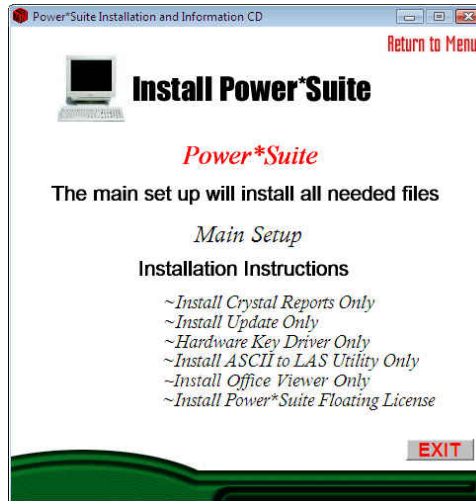 Power*Suite Installation and Information CD
Return to Menu
Install Power*Suite
Power*Suite
The main set up will install all needed files
Main Setup
Installation Instructions
~Install Crystal Reports Only
~Install Update Only
~Hardware Key Driver Only
~Install ASCII to LAS Utility Only
~Install Office Viewer Only
~Install Power*Suite Floating License
EXIT